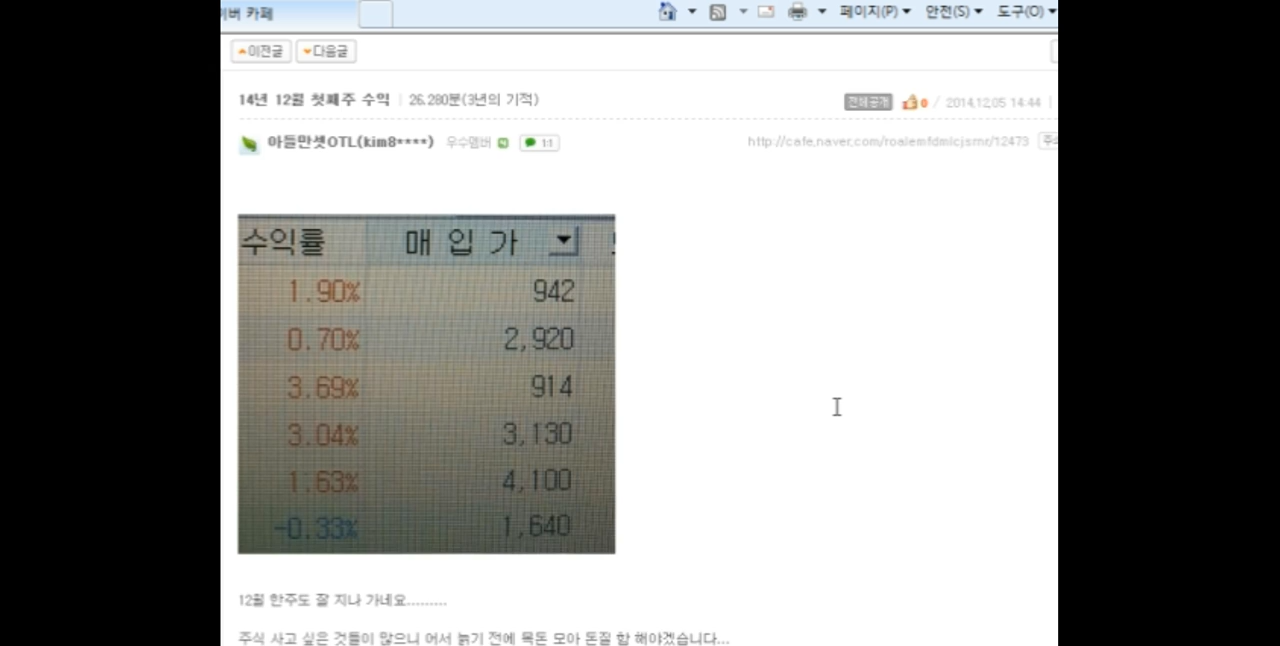 버 카페 페이지(P) 안전(S) 도구(O)
이전글 다음글
14년 12월 첫째주 수익 | 26.280분(3년의 기적) 전체공개 0 / 2014.12.05 14:44 |
아들만셋OTL(kim8****) 우수멤버 1:1 http://cafe.naver.com/
수익률 매 입 가
1.90% 942
0.70% 2,920
3.69% 914
3.04% 3,130
1.63% 4,100
-0.33% 1,640
12월 한주도 잘 지나 가네요.........
주식 사고 싶은 것들이 많으니 어서 늙기 전에 목돈 모아 돈질 함 해야겠습니다...